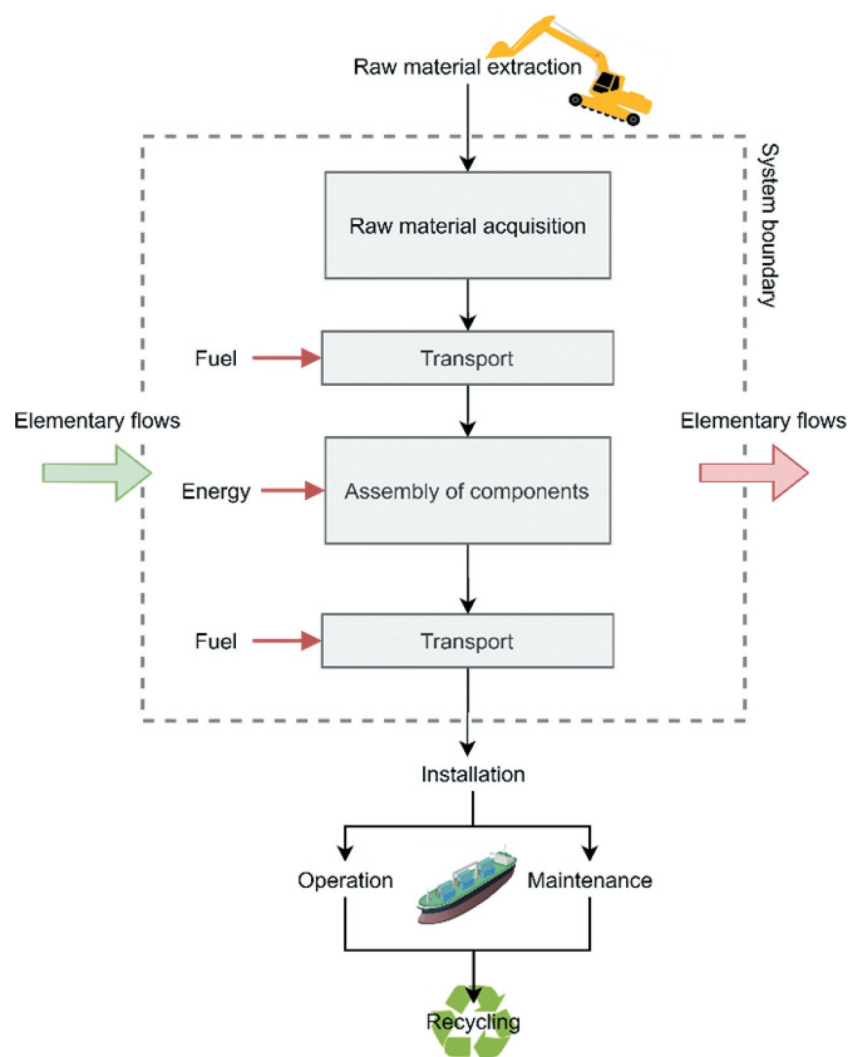 Raw material extraction
System boundary
Raw material acquisition
Fuel
Transport
Elementary flows
Elementary flows
Energy
Assembly of components
Fuel
Transport
Installation
Operation
Maintenance
Recycling